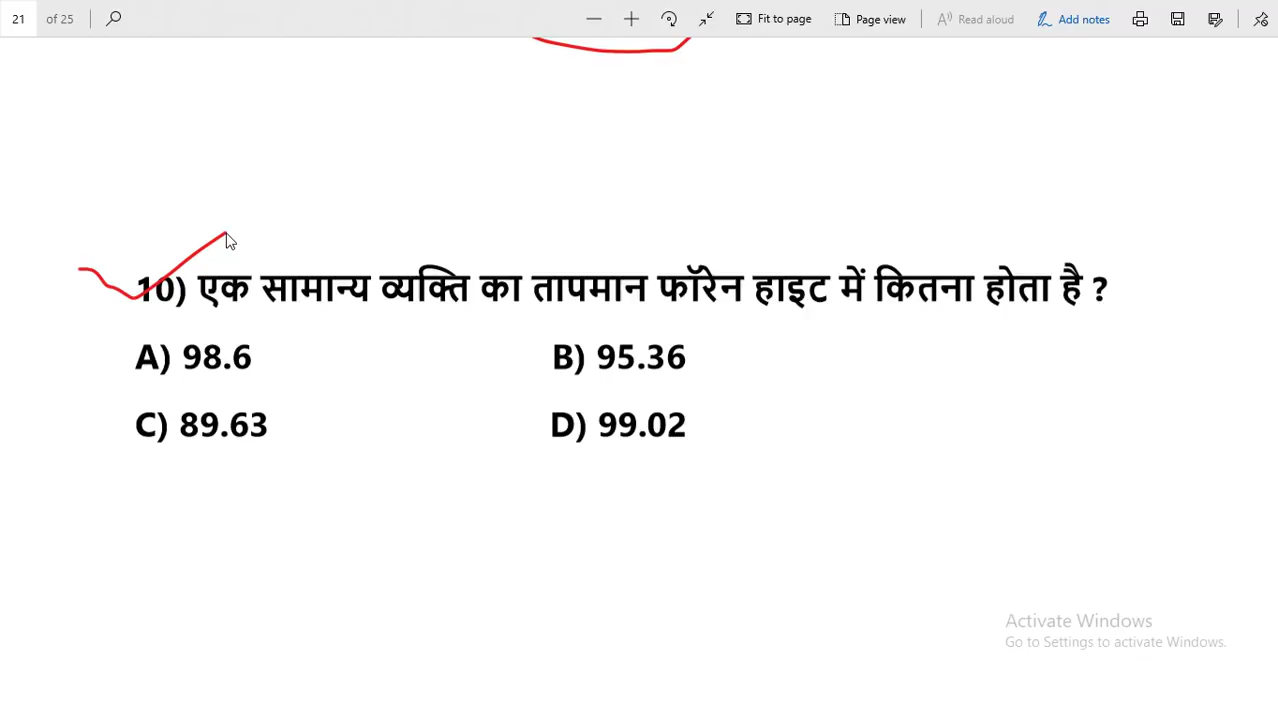 21 of 25 Fit to page Page view Read aloud Add notes
10) एक सामान्य व्यक्ति का तापमान फॉरेन हाइट में कितना होता है ?
A) 98.6 B) 95.36
C) 89.63 D) 99.02
Activate Windows
Go to Settings to activate Windows.